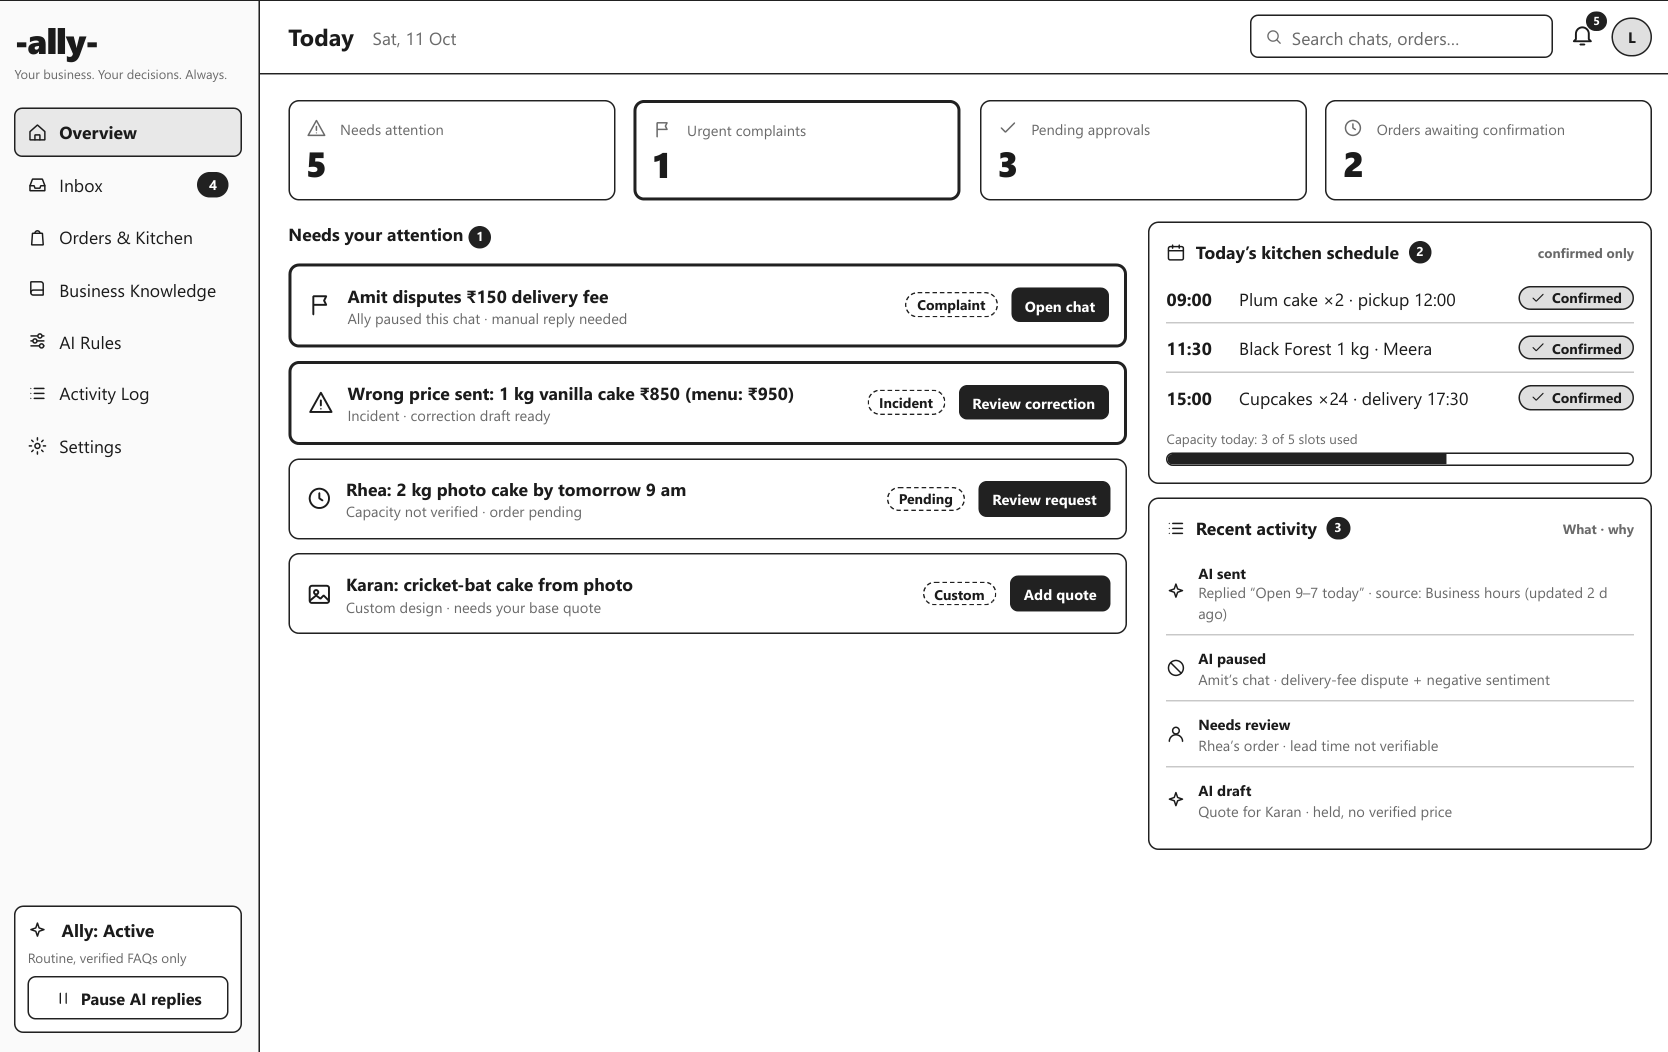 -ally-
Your business. Your decisions. Always.
Overview
Inbox 4
Orders & Kitchen
Business Knowledge
AI Rules
Activity Log
Settings
Ally: Active
Routine, verified FAQs only
Pause AI replies
Today Sat, 11 Oct
Search chats, orders...
5
L
Needs attention
5
Urgent complaints
1
Pending approvals
3
Orders awaiting confirmation
2
Needs your attention 1
Amit disputes ₹150 delivery fee
Ally paused this chat · manual reply needed
Complaint
Open chat
Wrong price sent: 1 kg vanilla cake ₹850 (menu: ₹950)
Incident · correction draft ready
Incident
Review correction
Rhea: 2 kg photo cake by tomorrow 9 am
Capacity not verified · order pending
Pending
Review request
Karan: cricket-bat cake from photo
Custom design · needs your base quote
Custom
Add quote
Today’s kitchen schedule 2 confirmed only
09:00 Plum cake ×2 · pickup 12:00 Confirmed
11:30 Black Forest 1 kg · Meera Confirmed
15:00 Cupcakes ×24 · delivery 17:30 Confirmed
Capacity today: 3 of 5 slots used
Recent activity 3 What · why
AI sent
Replied “Open 9–7 today” · source: Business hours (updated 2 d
ago)
AI paused
Amit’s chat · delivery-fee dispute + negative sentiment
Needs review
Rhea’s order · lead time not verifiable
AI draft
Quote for Karan · held, no verified price